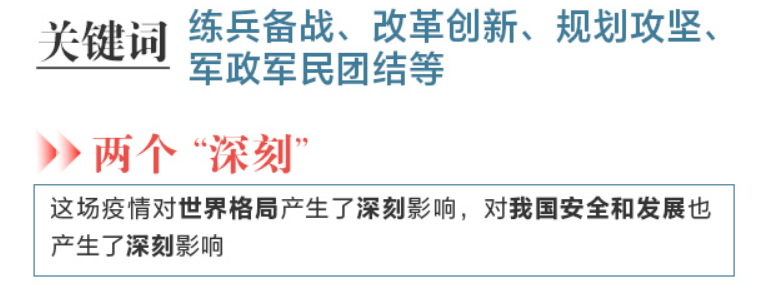 关键词
练兵备战、改革创新、规划攻坚、
军政军民团结等
两个“深刻”
这场疫情对世界格局产生了深刻影响，对我国安全和发展也
产生了深刻影响